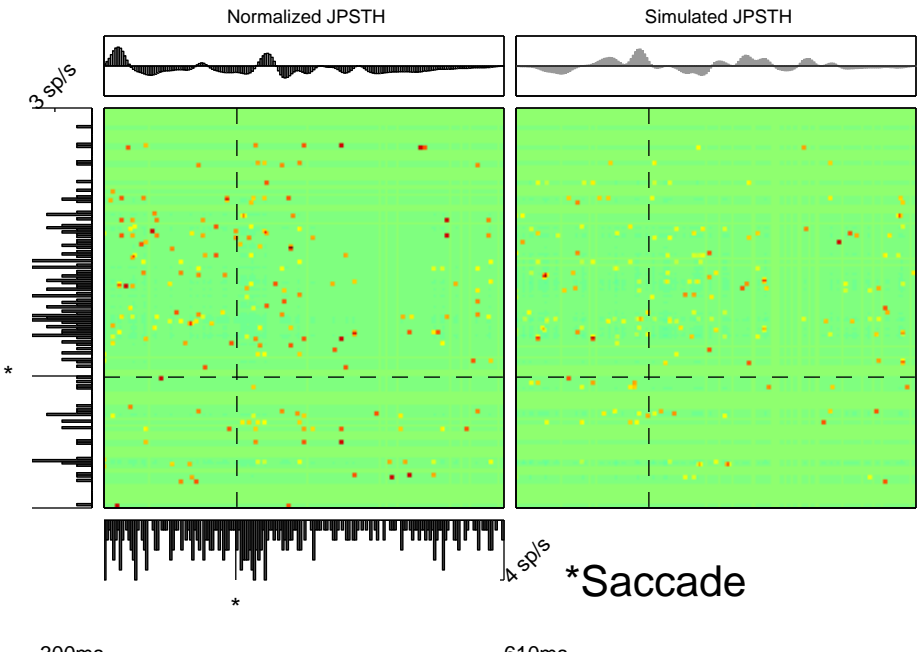 Normalized JPSTH
Simulated JPSTH
3 sp/s
*
4 sp/s
*Saccade
*